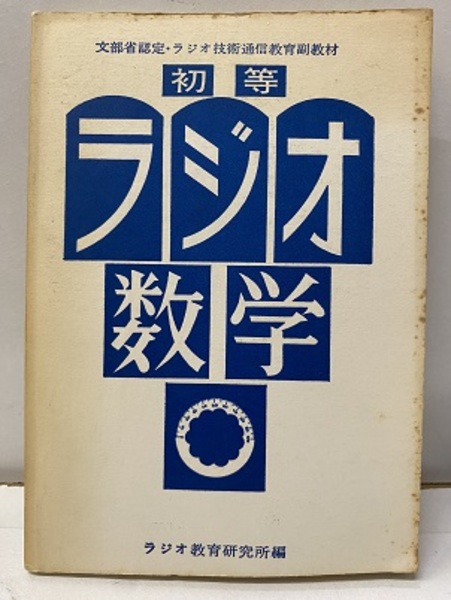 文部省認定・ラジオ技術通信教育副教材
初等
ラジオ
数学
ラジオ教育研究所編